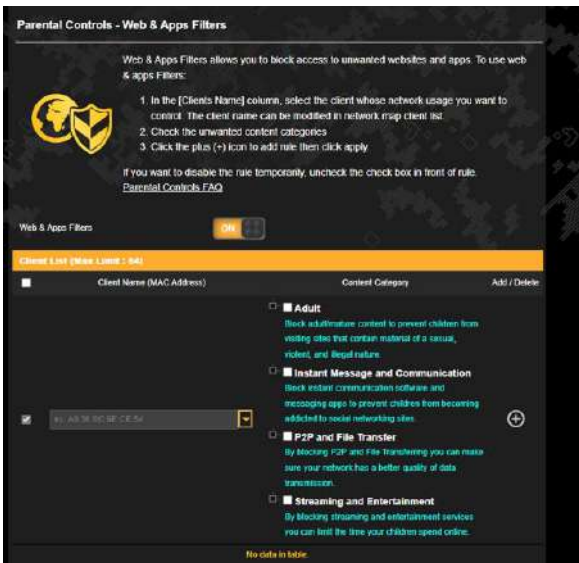 Parental Controls - Web & Apps Filters
Web & Apps Filters allows you to block access to unwanted websites and apps. To use web
& apps Filters:
1. In the [Clients Name] column, select the client whose network usage you want to
control. The client name can be modified in network map client list.
2. Check the unwanted content categories
3. Click the plus (+) icon to add rule then click apply.
If you want to disable the rule temporarily, uncheck the check box in front of rule.
Parental Controls FAQ
Web & Apps Filters
ON
Client List (Max Limit : 64)
Client Name (MAC Address)
Content Category
Add / Delete
Adult
Block adult/mature content to prevent children from
visiting sites that contain material of a sexual,
violent, and illegal nature.
Instant Message and Communication
Block instant communication software and
messaging apps to prevent children from becoming
addicted to social networking sites.
ex:
P2P and File Transfer
By blocking P2P and File Transferring you can make
sure your network has a better quality of data
transmission.
Streaming and Entertainment
By blocking streaming and entertainment services
you can limit the time your children spend online.
No data in table.